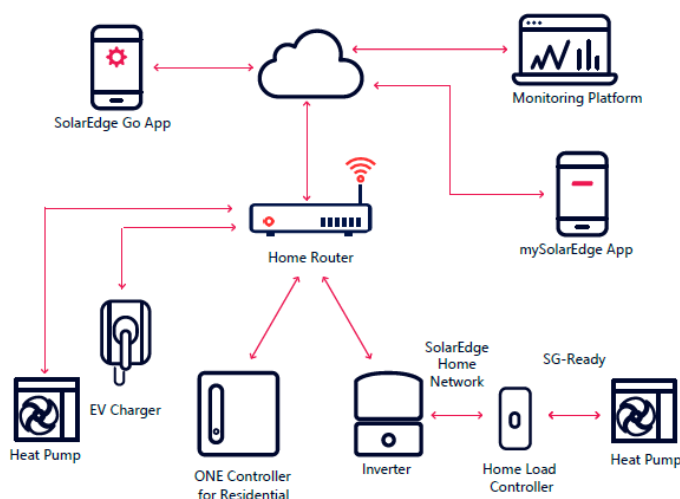 SolarEdge Go App
Monitoring Platform
mySolarEdge App
Home Router
SolarEdge
Home
Network
SG-Ready
EV Charger
Heat Pump
ONE Controller
for Residential
Inverter
Home Load
Controller
Heat Pump